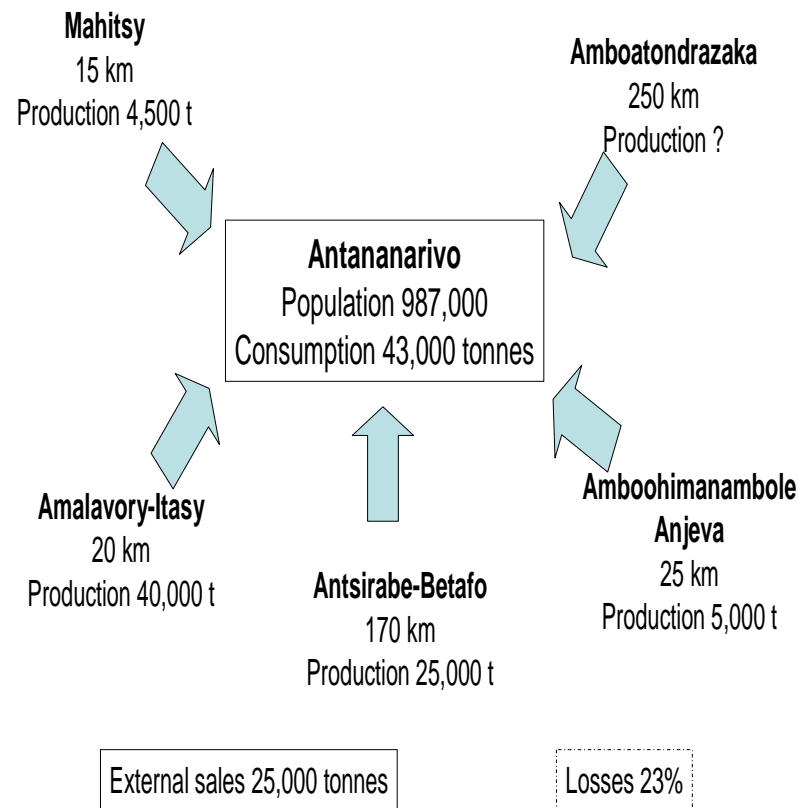 Mahitsy
15 km
Production 4,500 t
Amboatondrazaka
250 km
Production ?
Antananarivo
Population 987,000
Consumption 43,000 tonnes
Amalavory-Itasy
20 km
Production 40,000 t
Antsirabe-Betafo
170 km
Production 25,000 t
Amboohimanambole
Anjeva
25 km
Production 5,000 t
External sales 25,000 tonnes
Losses 23%